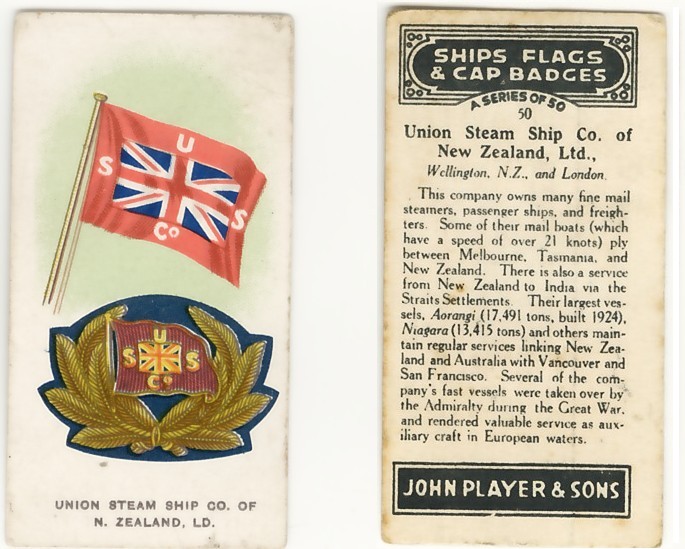 U
S S
Co
U
S S
Co
UNION STEAM SHIP CO. OF
N. ZEALAND, LD.
SHIPS FLAGS
& CAP BADGES
A SERIES OF 50
50
Union Steam Ship Co. of
New Zealand, Ltd.,
Wellington, N.Z., and London.
This company owns many fine mail
steamers, passenger ships, and freigh-
ters. Some of their mail boats (which
have a speed of over 21 knots) ply
between Melbourne, Tasmania, and
New Zealand. There is also a service
from New Zealand to India via the
Straits Settlements. Their largest ves-
sels, Aorangi (17,491 tons, built 1924),
Niagara (13,415 tons) and others main-
tain regular services linking New Zea-
land and Australia with Vancouver and
San Francisco. Several of the com-
pany's fast vessels were taken over by
the Admiralty during the Great War,
and rendered valuable service as aux-
iliary craft in European waters.
JOHN PLAYER & SONS